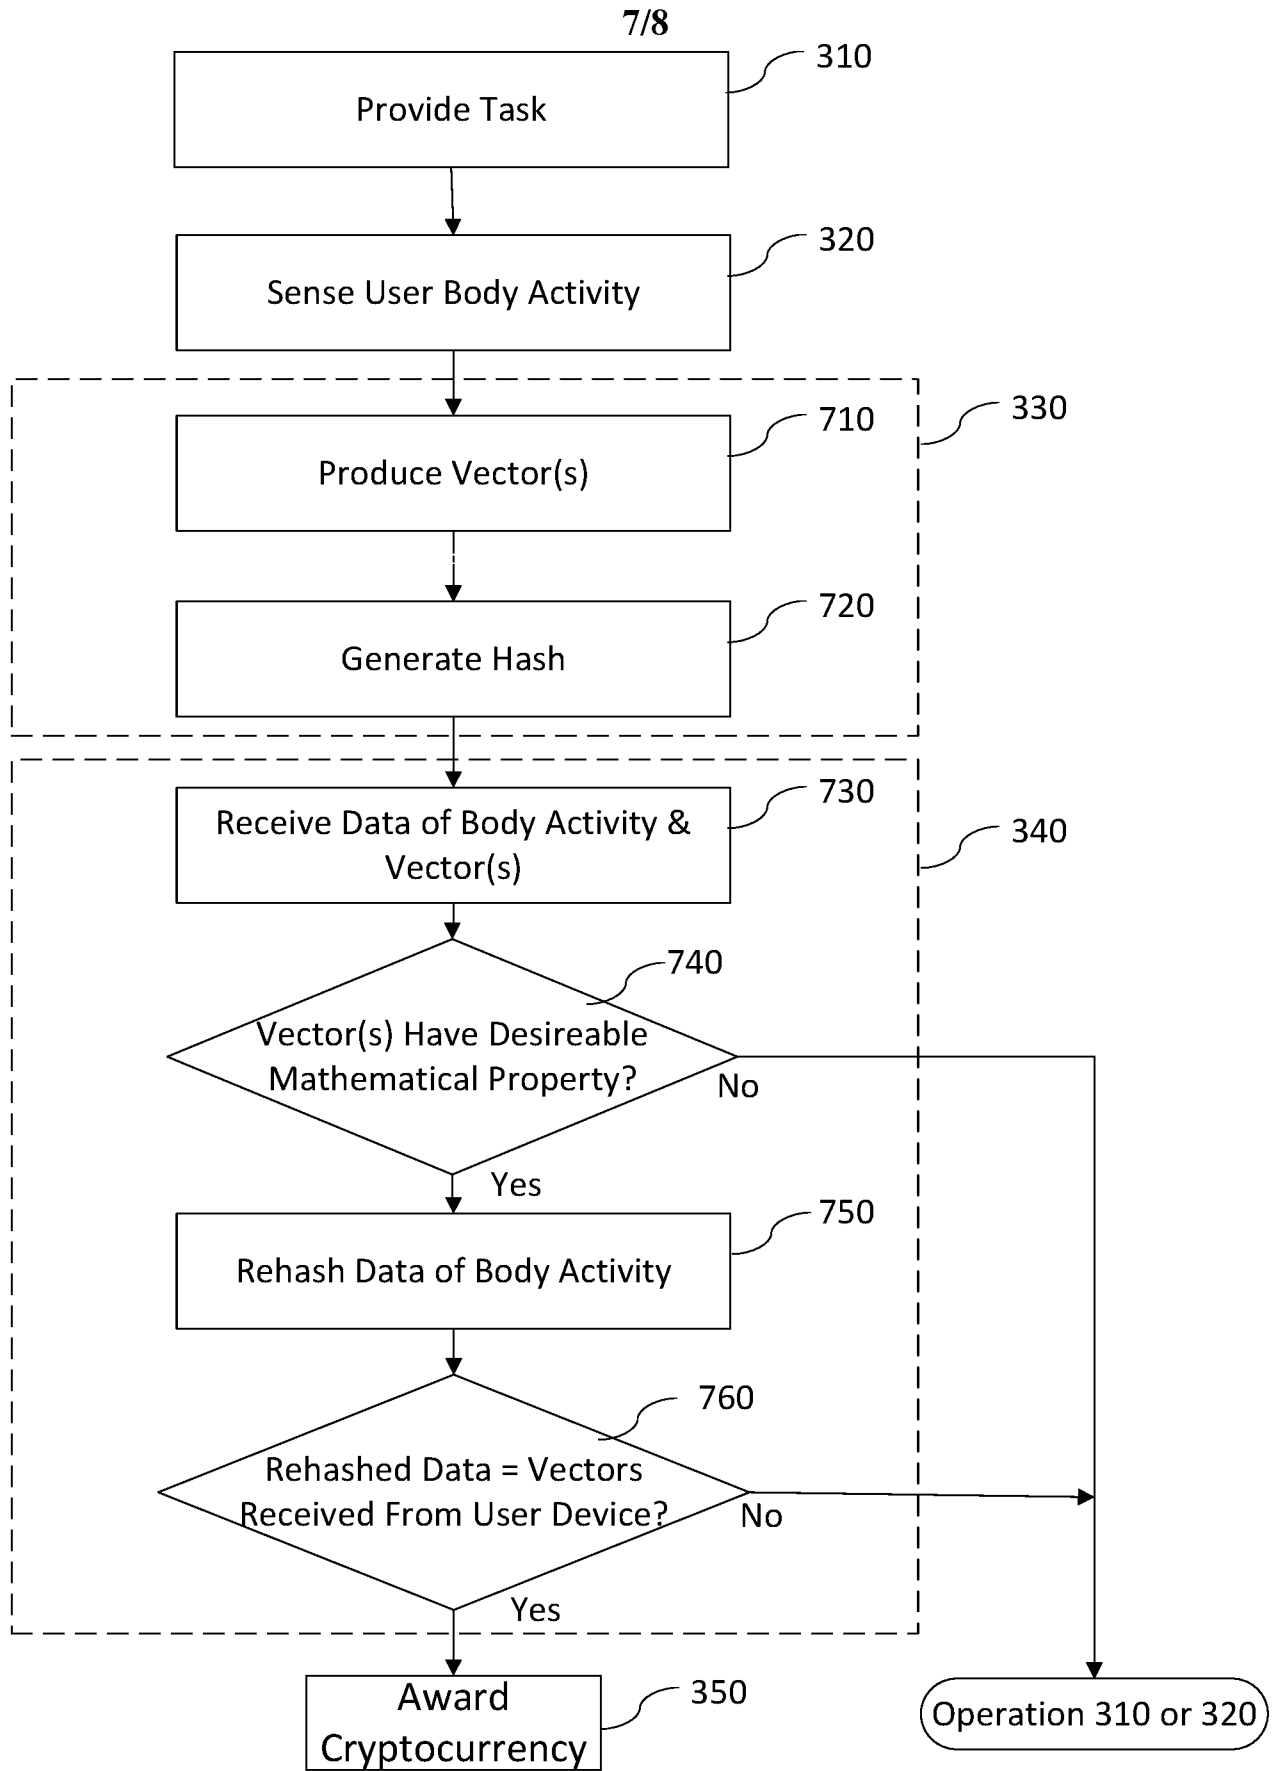 7/8
310
Provide Task
320
Sense User Body Activity
330
710
Produce Vector(s)
720
Generate Hash
730
Receive Data of Body Activity &
Vector(s)
340
740
Vector(s) Have Desireable
Mathematical Property?
No
Yes
750
Rehash Data of Body Activity
760
Rehashed Data = Vectors
Received From User Device?
No
Yes
350
Award
Cryptocurrency
Operation 310 or 320